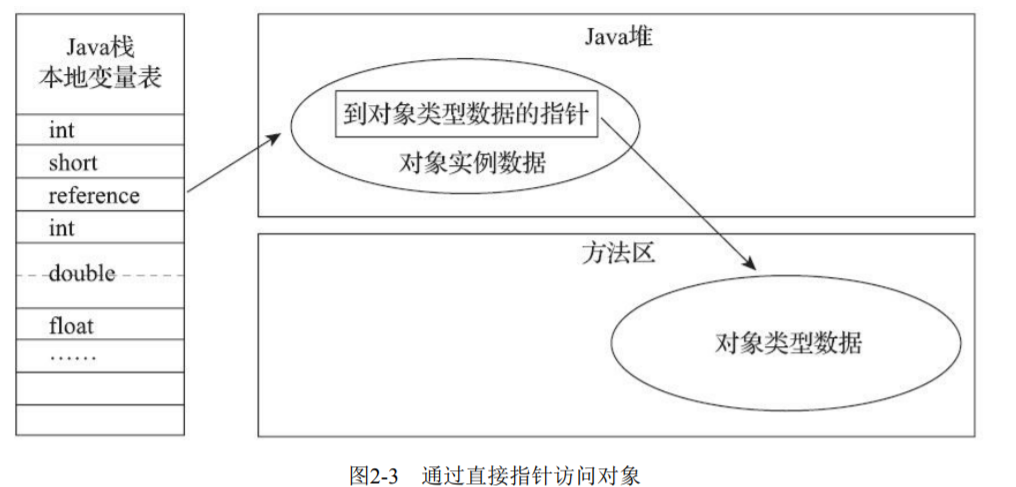 Java栈
本地变量表
int
short
reference
int
double
float
……
Java堆
到对象类型数据的指针
对象实例数据
方法区
对象类型数据
图2-3 通过直接指针访问对象